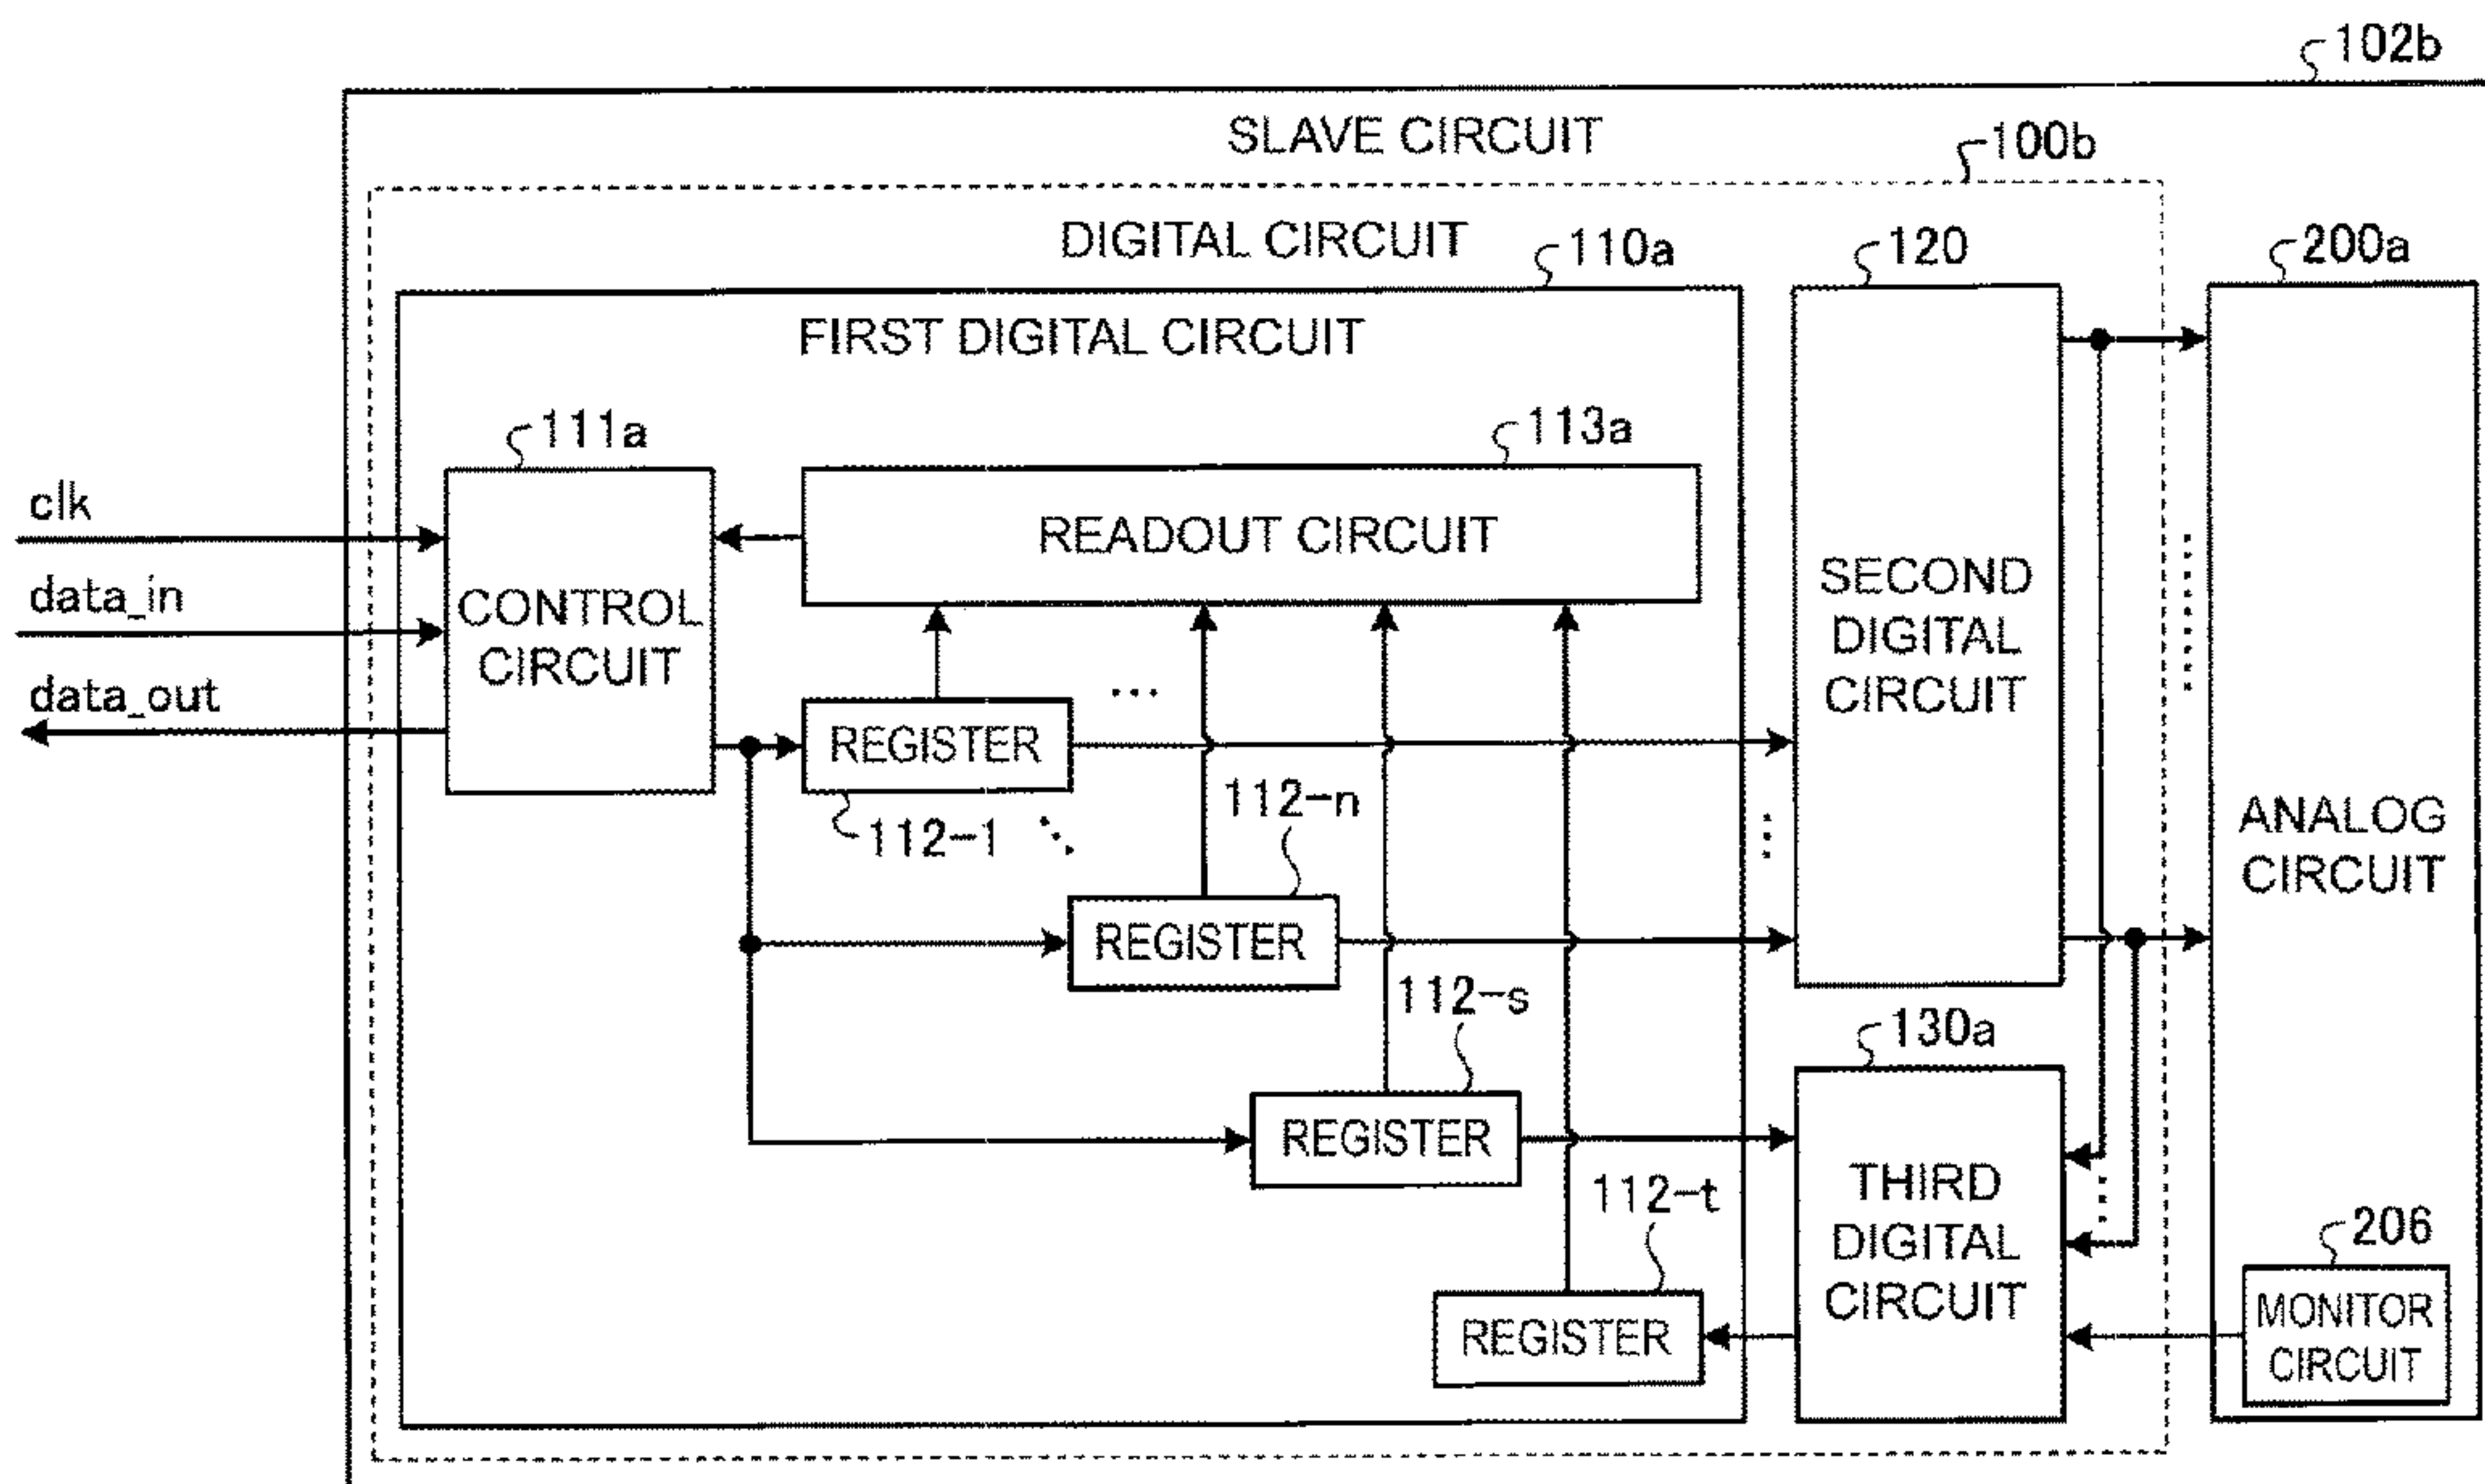 102b
SLAVE CIRCUIT
100b
DIGITAL CIRCUIT
110a
120
200a
FIRST DIGITAL CIRCUIT
111a
113a
clk
data_in
data_out
CONTROL
CIRCUIT
READOUT CIRCUIT
SECOND
DIGITAL
CIRCUIT
...
REGISTER
112-1
112-n
ANALOG
CIRCUIT
REGISTER
112-s
130a
REGISTER
112-t
THIRD
DIGITAL
CIRCUIT
206
REGISTER
MONITOR
CIRCUIT